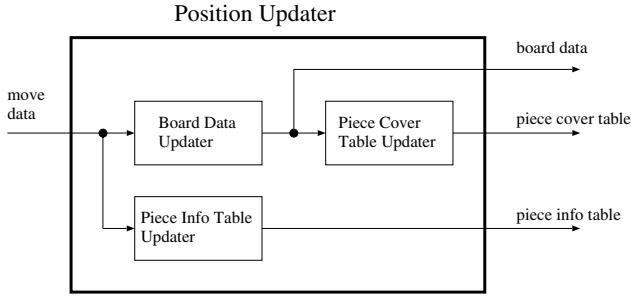 Position Updater
board data
move
data
Board Data
Updater
Piece Cover
Table Updater
piece cover table
Piece Info Table
Updater
piece info table